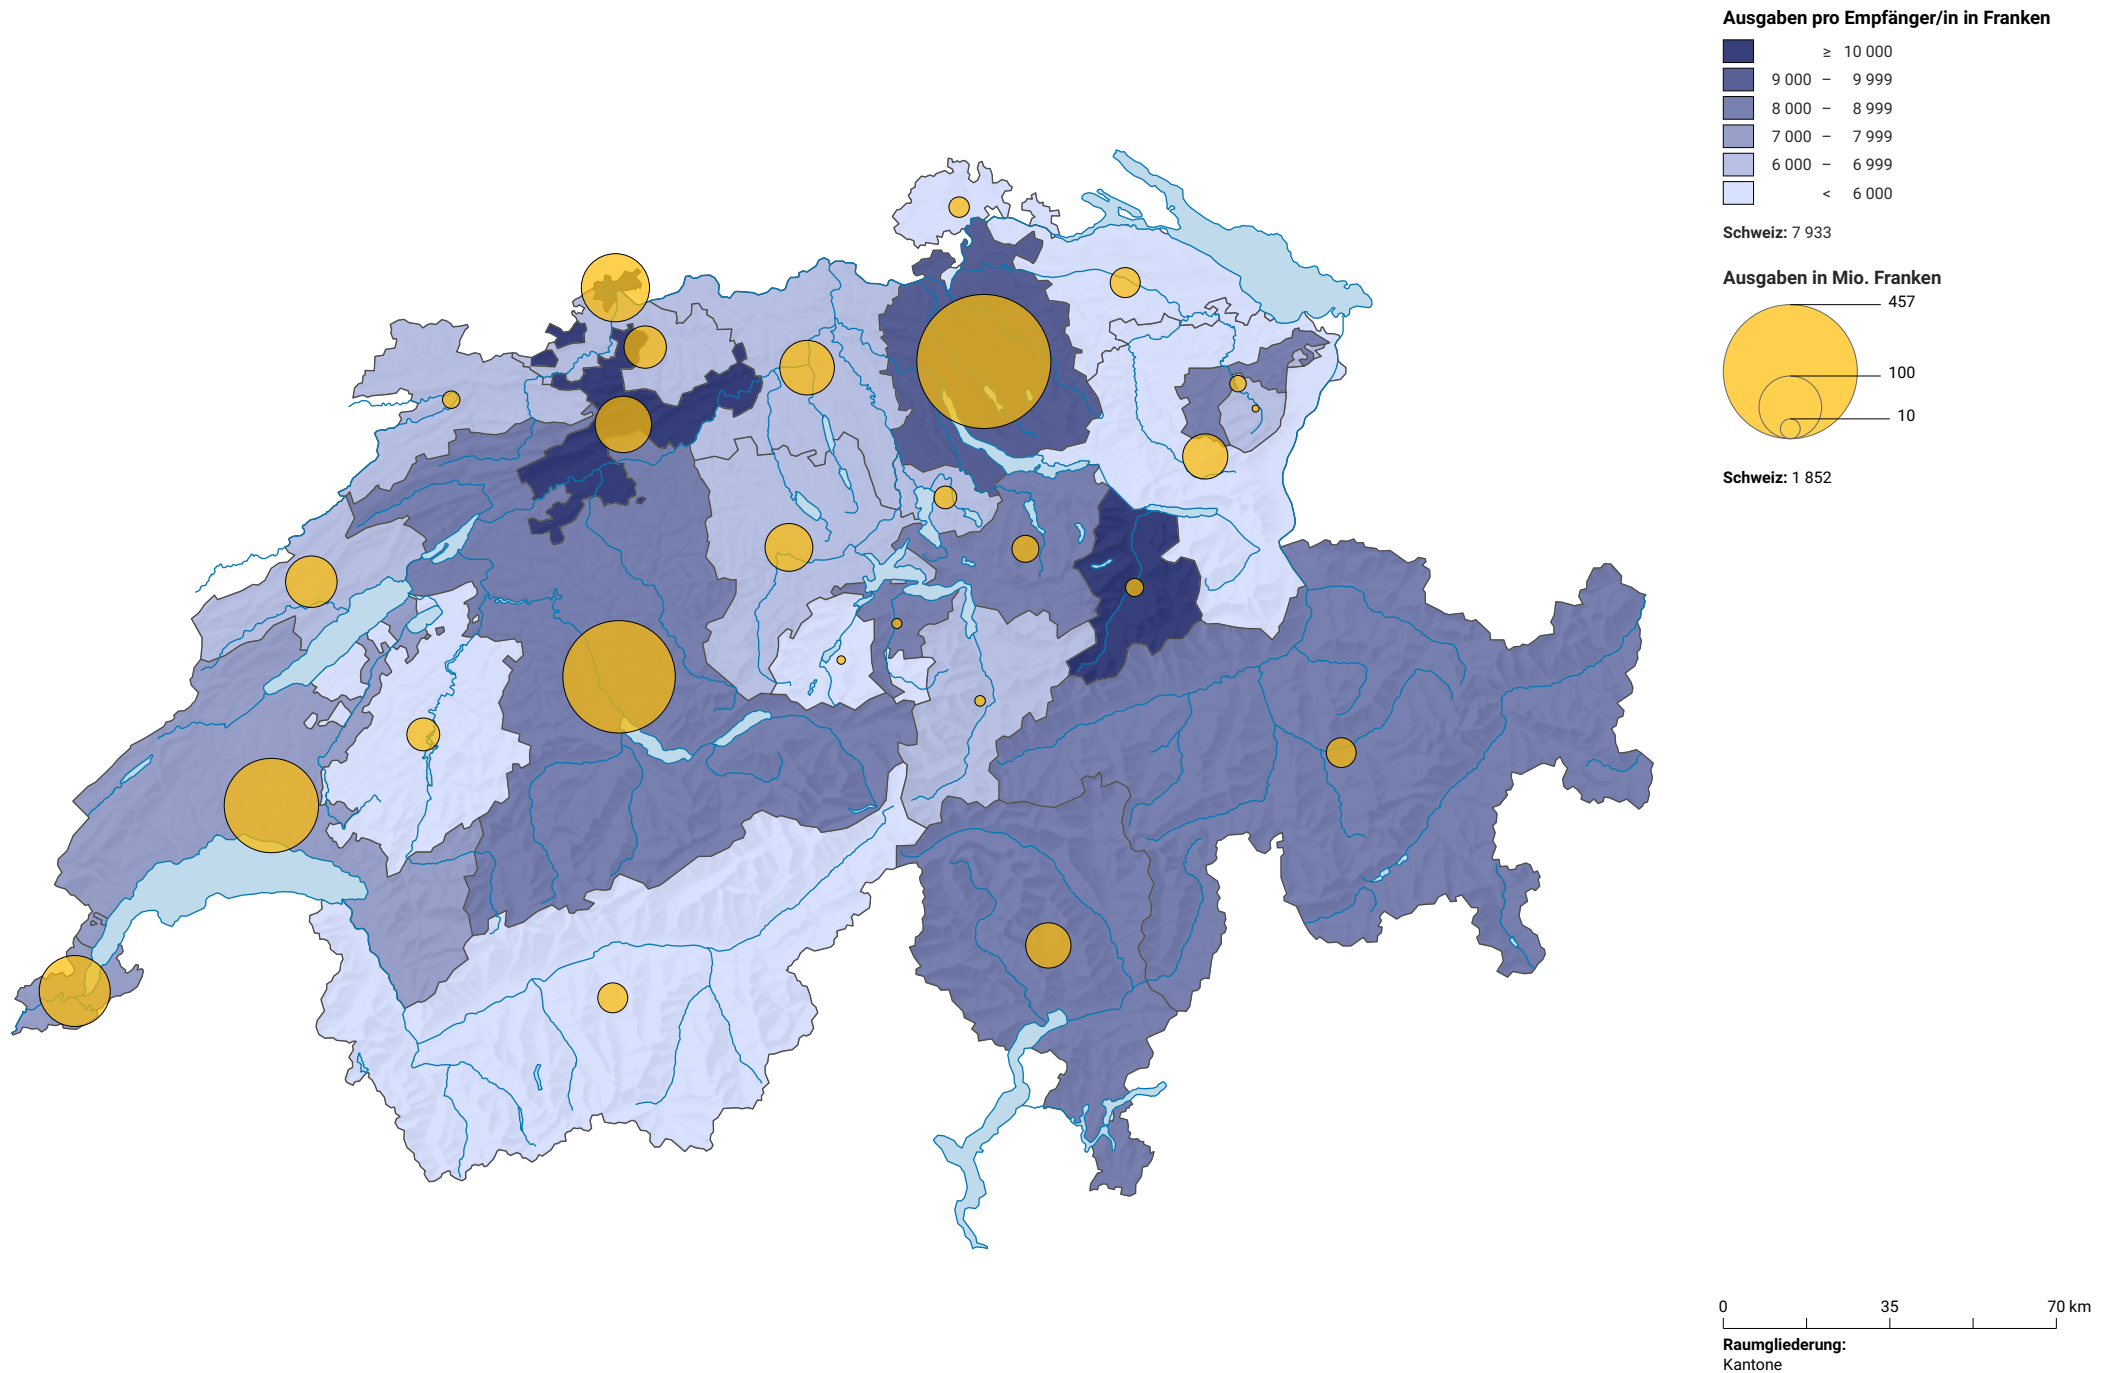 Ausgaben pro Empfänger/in in Franken
≥ 10 000
9 000 – 9 999
8 000 – 8 999
7 000 – 7 999
6 000 – 6 999
< 6 000
Schweiz: 7 933
Ausgaben in Mio. Franken
457
100
10
Schweiz: 1 852
0 35 70 km
Raumgliederung:
Kantone